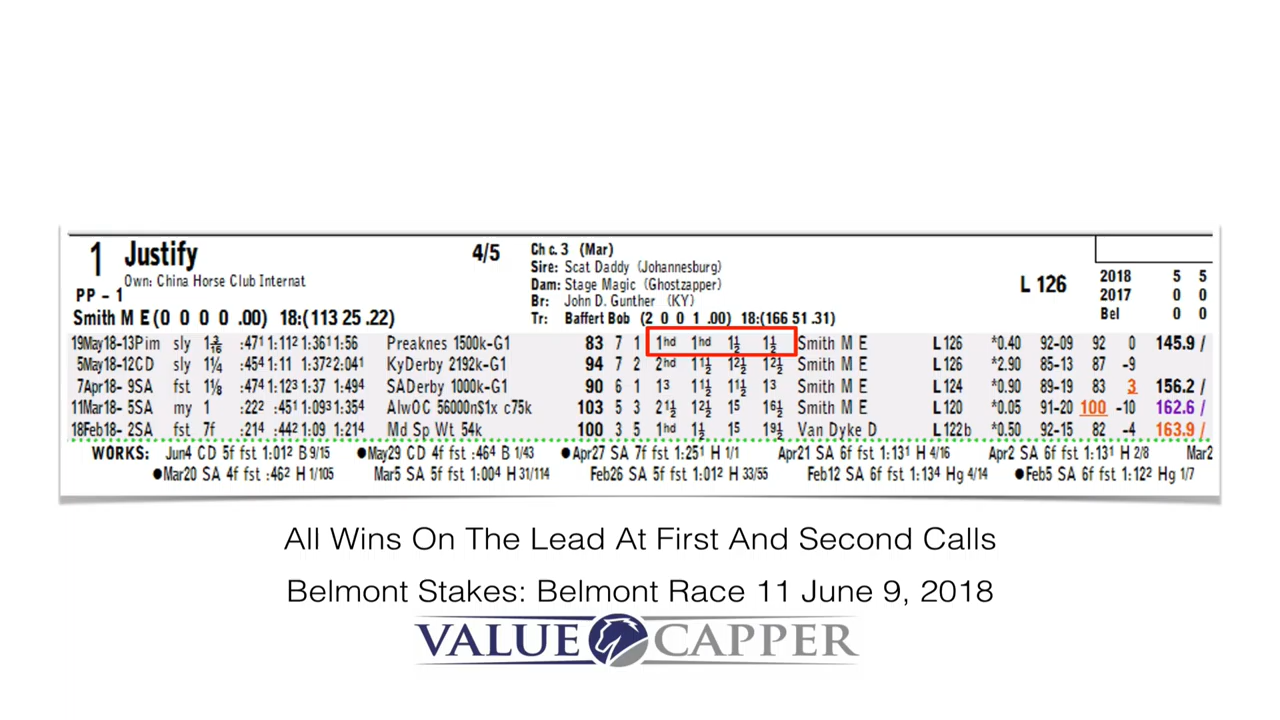 1 Justify 4/5 Ch c. 3 (Mar)
Own: China Horse Club Internat Sire: Scat Daddy (Johannesburg)
Dam: Stage Magic (Ghostzapper) L 126 2018 5 5
PP - 1 Br: John D. Gunther (KY) 2017 0 0
Smith M E (0 0 0 0 .00) 18:(113 25 .22) Tr: Baffert Bob (2 0 0 1 .00) 18:(166 51 .31) Bel 0 0
19May18-13Pim sly 1 3/16 :47¹ 1:11² 1:36¹ 1:56 Preaknes 1500k-G1 83 7 1 1hd 1hd 1½ 1½ Smith M E L126 *0.40 92-09 92 0 145.9 /
5May18-12CD sly 1¼ :45⁴ 1:11 1:37² 2:04¹ KyDerby 2192k-G1 94 7 2 2hd 11½ 12½ 12½ Smith M E L126 *2.90 85-13 87 -9
7Apr18- 9SA fst 1⅛ :47⁴ 1:12³ 1:37 1:49⁴ SADerby 1000k-G1 90 6 1 1³ 11½ 11½ 1³ Smith M E L124 *0.90 89-19 83 3 156.2 /
11Mar18- 5SA my 1 :22² :45¹ 1:09³ 1:35⁴ AlwOC 56000n$1x c75k 103 5 3 21½ 12½ 1⁵ 16½ Smith M E L120 *0.05 91-20 100 -10 162.6 /
18Feb18- 2SA fst 7f :21⁴ :44² 1:09 1:21⁴ Md Sp Wt 54k 100 3 5 1hd 1½ 1⁵ 19½ Van Dyke D L122b *0.50 92-15 82 -4 163.9 /
WORKS: Jun4 CD 5f fst 1:01² B 9/15 ●May29 CD 4f fst :46⁴ B 1/43 ●Apr27 SA 7f fst 1:25¹ H 1/1 Apr21 SA 6f fst 1:13¹ H 4/16 Apr2 SA 6f fst 1:13¹ H 2/8 Mar2
●Mar20 SA 4f fst :46² H 1/105 Mar5 SA 5f fst 1:00⁴ H 31/114 Feb26 SA 5f fst 1:01² H 33/55 Feb12 SA 6f fst 1:13⁴ Hg 4/14 ●Feb5 SA 6f fst 1:12² Hg 1/7
All Wins On The Lead At First And Second Calls
Belmont Stakes: Belmont Race 11 June 9, 2018
VALUE CAPPER